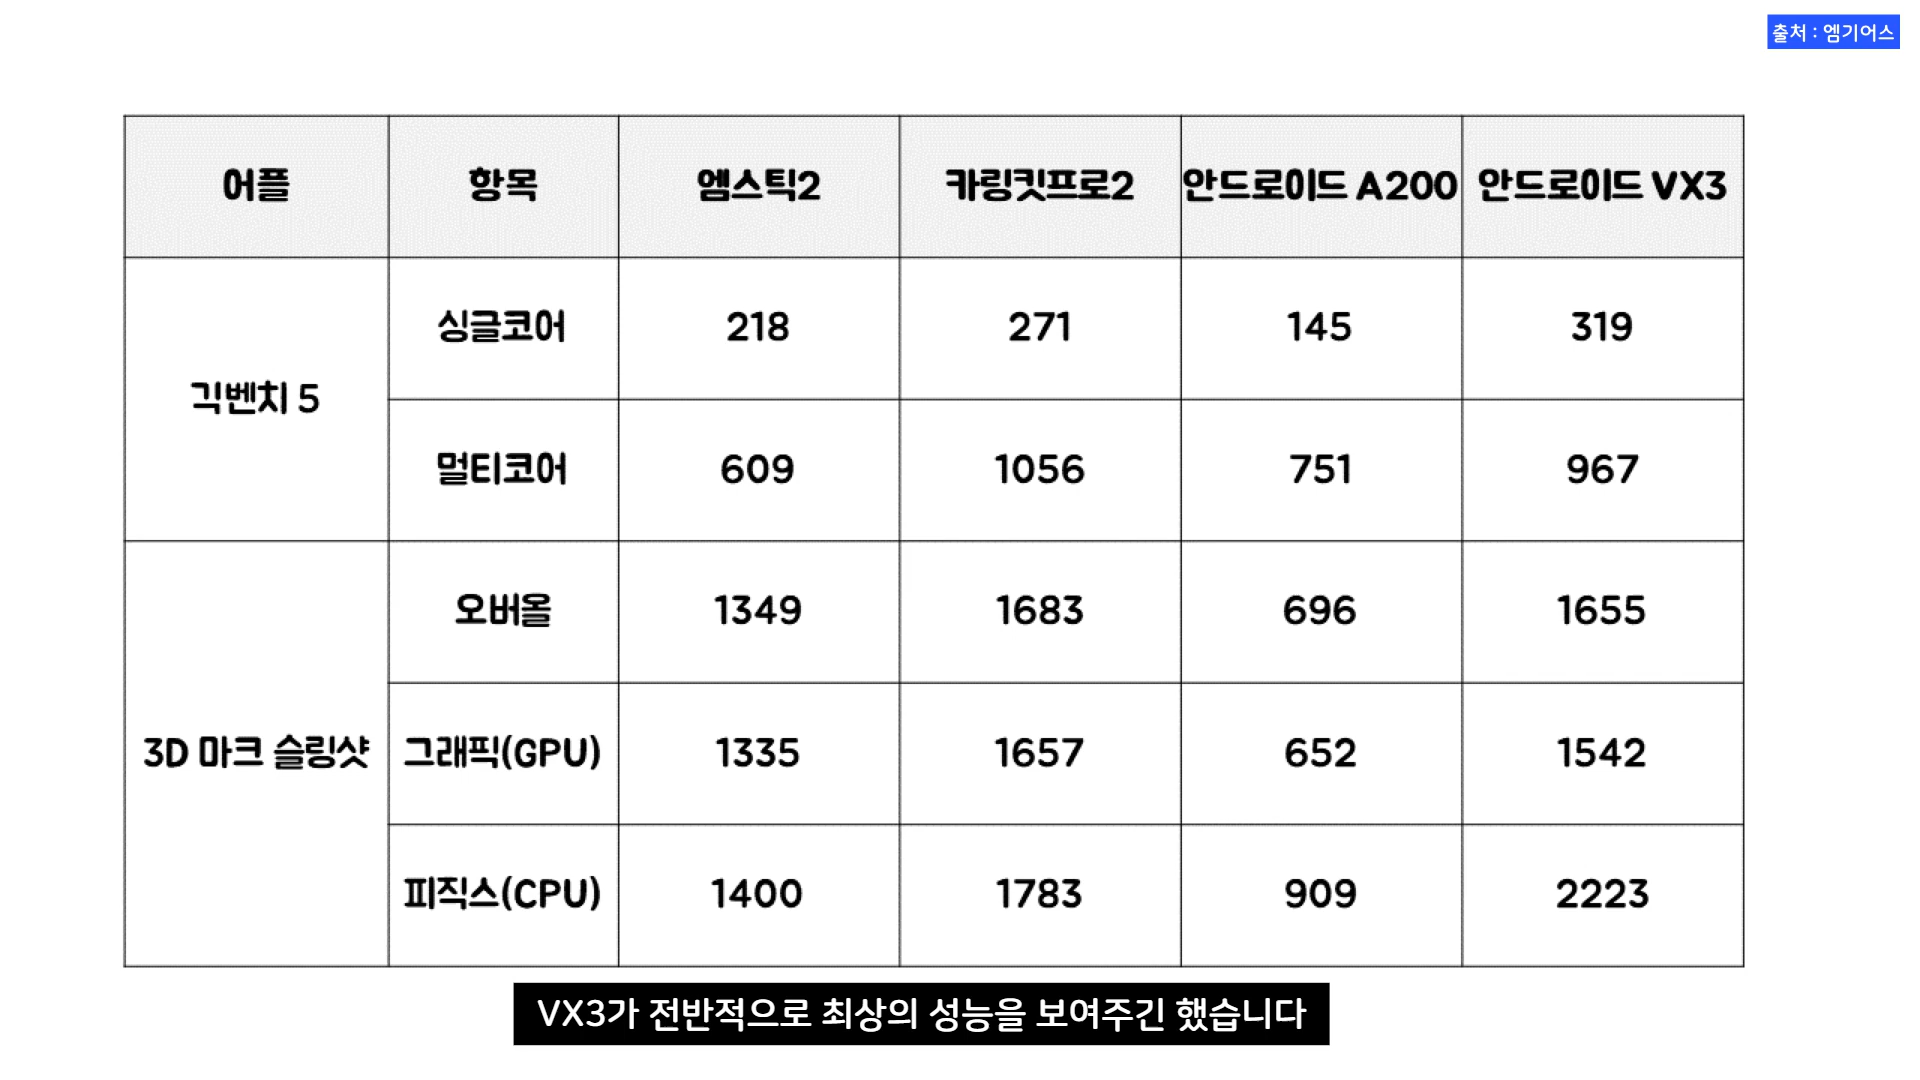 출처 : 엠기어스
어플 항목 엠스틱2 카링킷프로2 안드로이드 A200 안드로이드 VX3
긱벤치 5 싱글코어 218 271 145 319
멀티코어 609 1056 751 967
3D 마크 슬링샷 오버올 1349 1683 696 1655
그래픽(GPU) 1335 1657 652 1542
피직스(CPU) 1400 1783 909 2223
VX3가 전반적으로 최상의 성능을 보여주긴 했습니다